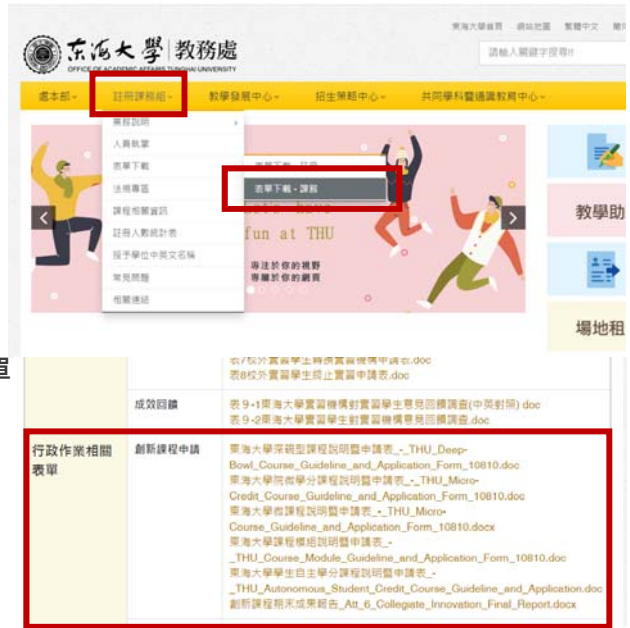 東海大學首頁 網站地圖 繁體中文
東海大學 教務處
OFFICE OF ACADEMIC AFFAIRS TUNGHAI UNIVERSITY
請輸入關鍵字搜尋!!
處本部 註冊課務組 教學發展中心 招生策略中心 共同學科暨通識教育中心
業務說明
人員執掌
表單下載
表單下載 - 註冊
法規專區
表單下載 - 課務
課程相關資訊
註冊人數統計表
fun at THU
授予學位中英文名稱
專注於你的視野
專屬於你的網頁
常見問題
相關連結
教學助
場地租
單
表7校外實習學生轉換實習機構申請表.doc
表8校外實習學生終止實習申請表.doc
成效回饋
表 9-1東海大學實習機構對實習學生意見回饋調查(中英對照) doc
表 9-2東海大學實習學生對實習機構意見回饋調查.doc
行政作業相關
表單
創新課程申請
東海大學深碗型課程說明暨申請表_-_THU_Deep-
Bowl_Course_Guideline_and_Application_Form_10810.doc
東海大學院微學分課程說明暨申請表_-_THU_Micro-
Credit_Course_Guideline_and_Application_Form_10810.doc
東海大學微課程說明暨申請表_-_THU_Micro-
Course_Guideline_and_Application_Form_10810.docx
東海大學課程模組說明暨申請表_-
_THU_Course_Module_Guideline_and_Application_Form_10810.doc
東海大學學生自主學分課程說明暨申請表_-
_THU_Autonomous_Student_Credit_Course_Guideline_and_Application.doc
創新課程期末成果報告_Att_6_Collegiate_Innovation_Final_Report.docx